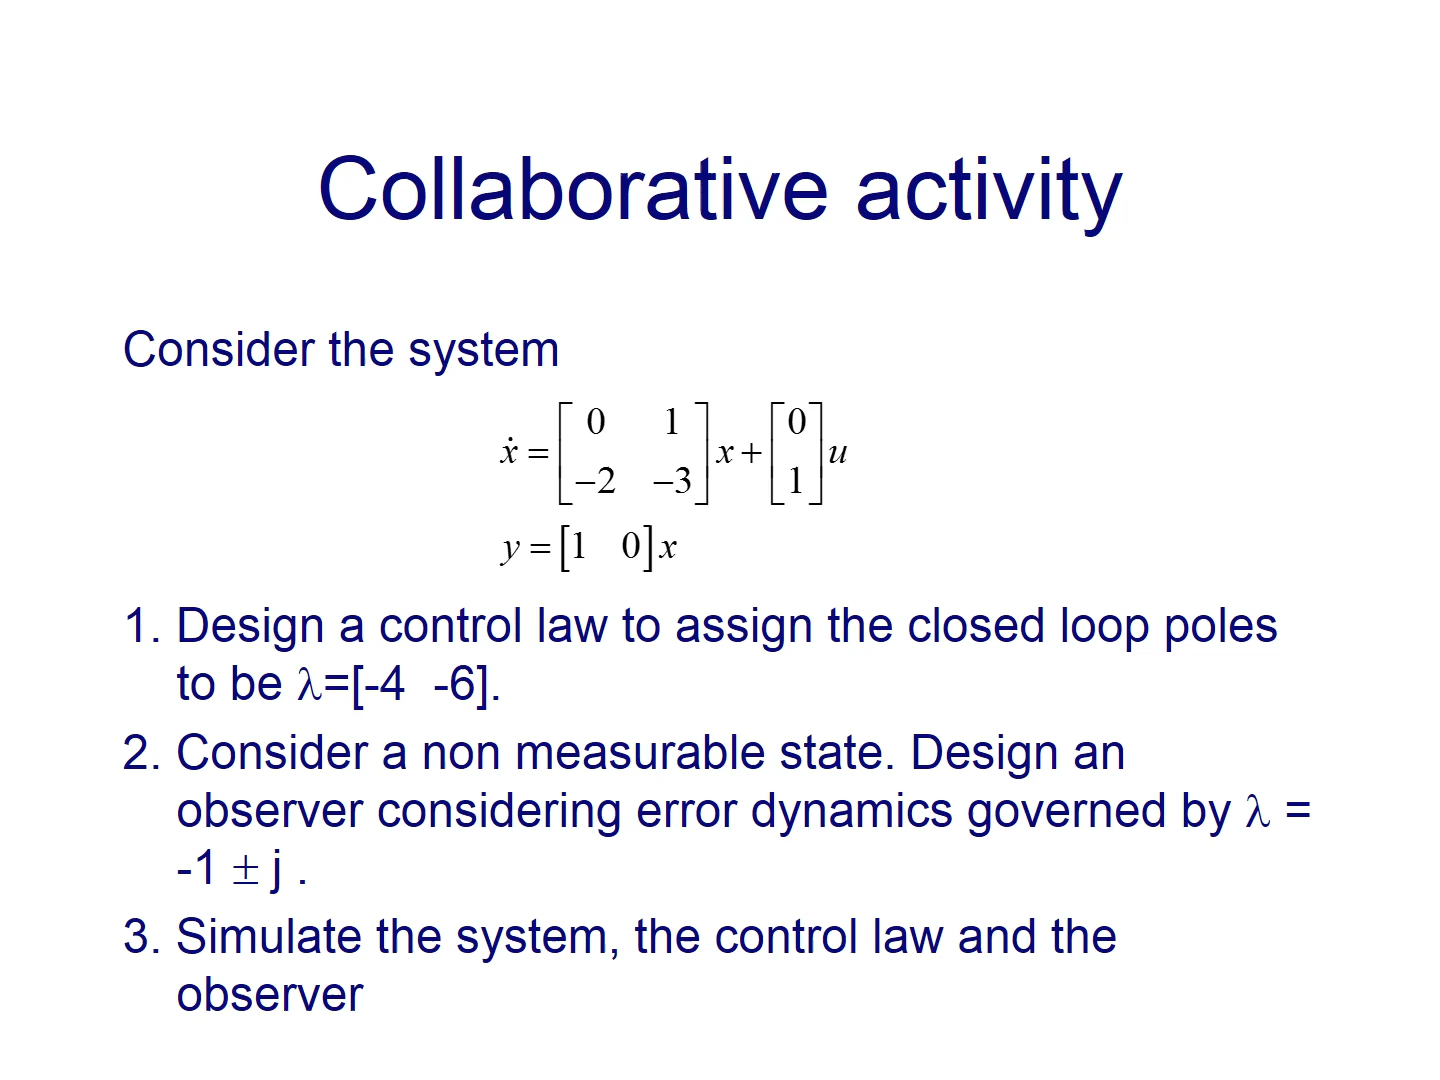 Collaborative activity
Consider the system
ẋ = [0 1; −2 −3] x + [0; 1] u
y = [1 0] x
1. Design a control law to assign the closed loop poles
to be λ=[-4 -6].
2. Consider a non measurable state. Design an
observer considering error dynamics governed by λ =
-1 ± j .
3. Simulate the system, the control law and the
observer